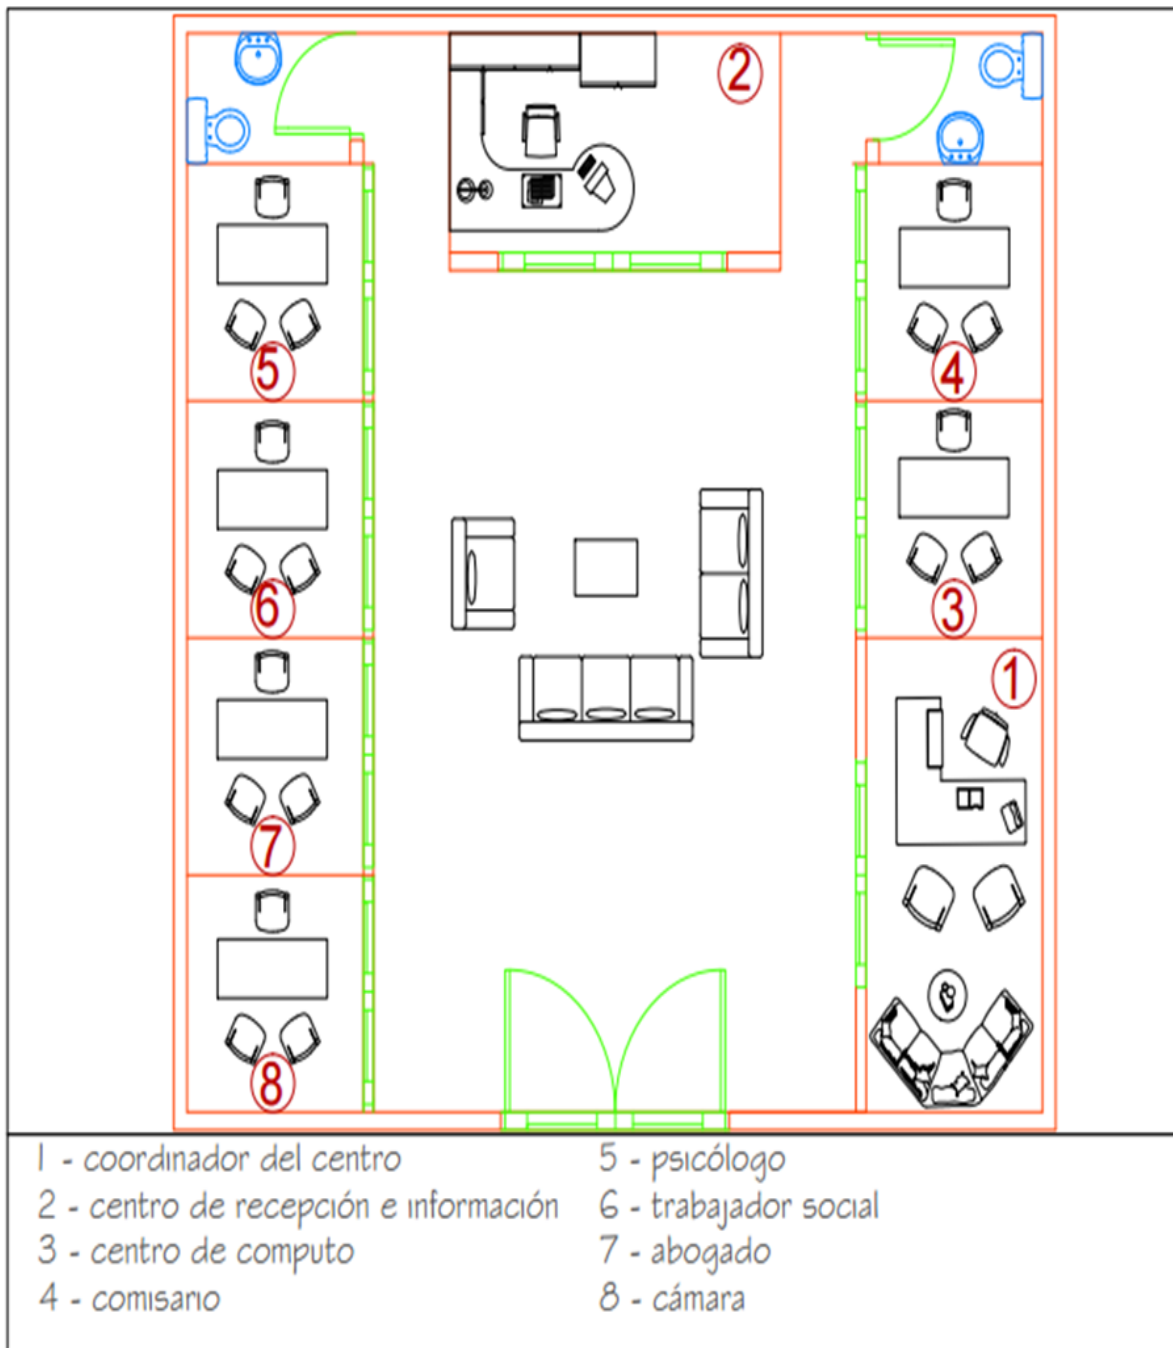 2
5
4
6
3
1
7
8
1 - coordinador del centro
2 - centro de recepción e información
3 - centro de computo
4 - comisario
5 - psicólogo
6 - trabajador social
7 - abogado
8 - cámara